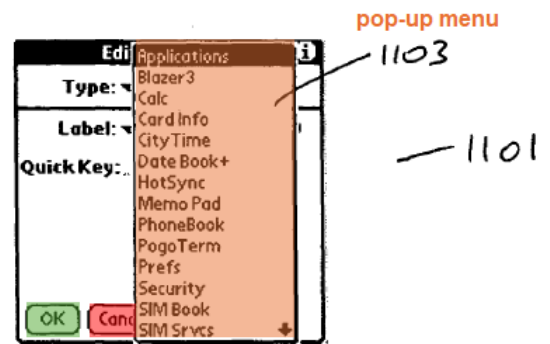 pop-up menu
1103
Edi
Applications
Type:
Blazer3
Calc
Label:
Card Info
CityTime
1101
Quick Key:
Date Book+
HotSync
Memo Pad
PhoneBook
PogoTerm
Prefs
Security
OK
Canc
SIM Book
SIM Srvcs